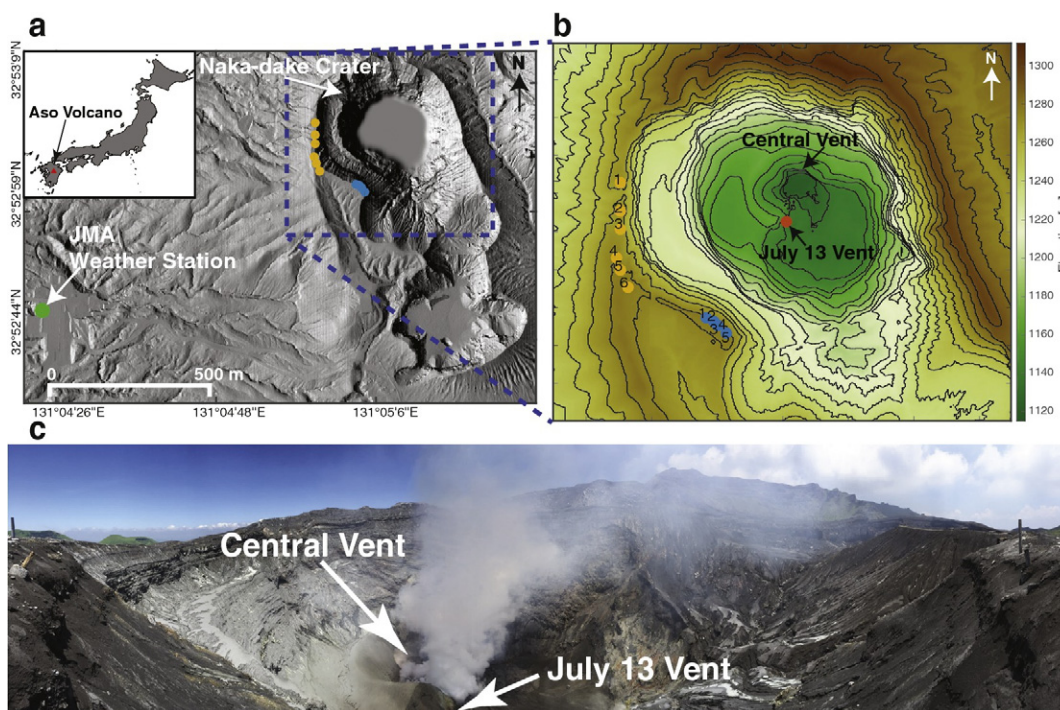 a
32°53'9"N
32°52'59"N
32°52'44"N
Aso Volcano
Naka-dake Crater
N
JMA
Weather Station
0
500 m
131°04'26"E
131°04'48"E
131°05'6"E
b
N
Central Vent
July 13 Vent
1
2
3
4
5
6
1
2
3
4
5
1300
1280
1260
1240
1220
1200
1180
1160
1140
1120
c
Central Vent
July 13 Vent